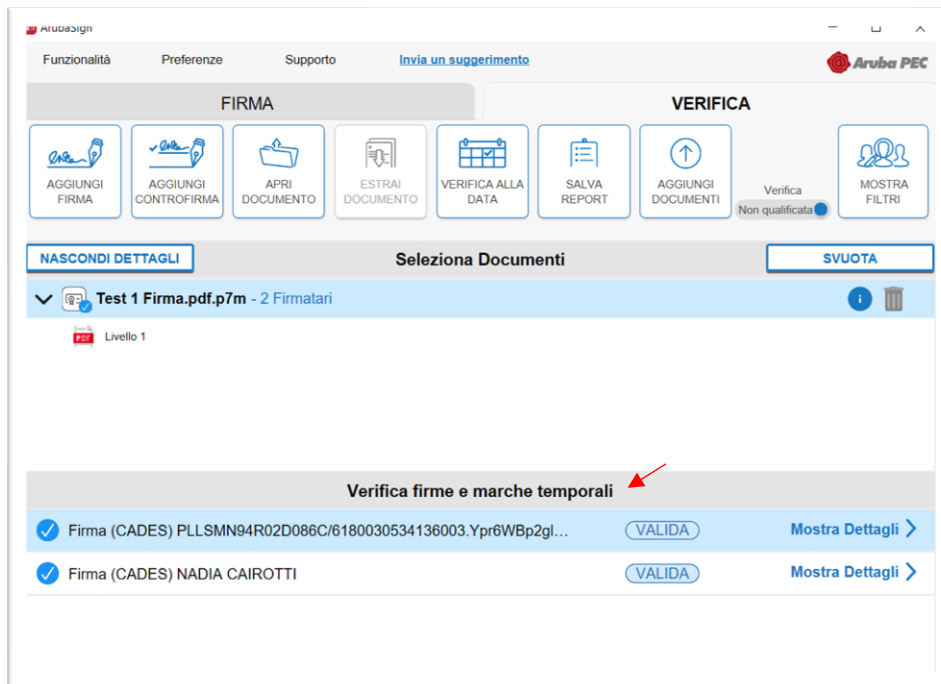 ArubaSign
Funzionalità Preferenze Supporto Invia un suggerimento Aruba PEC
FIRMA VERIFICA
AGGIUNGI FIRMA
AGGIUNGI CONTROFIRMA
APRI DOCUMENTO
ESTRAI DOCUMENTO
VERIFICA ALLA DATA
SALVA REPORT
AGGIUNGI DOCUMENTI
Verifica
Non qualificata
MOSTRA FILTRI
NASCONDI DETTAGLI Seleziona Documenti SVUOTA
Test 1 Firma.pdf.p7m - 2 Firmatari
PDF Livello 1
Verifica firme e marche temporali
Firma (CADES) PLLSMN94R02D086C/6180030534136003.Ypr6WBp2gl... VALIDA Mostra Dettagli
Firma (CADES) NADIA CAIROTTI VALIDA Mostra Dettagli